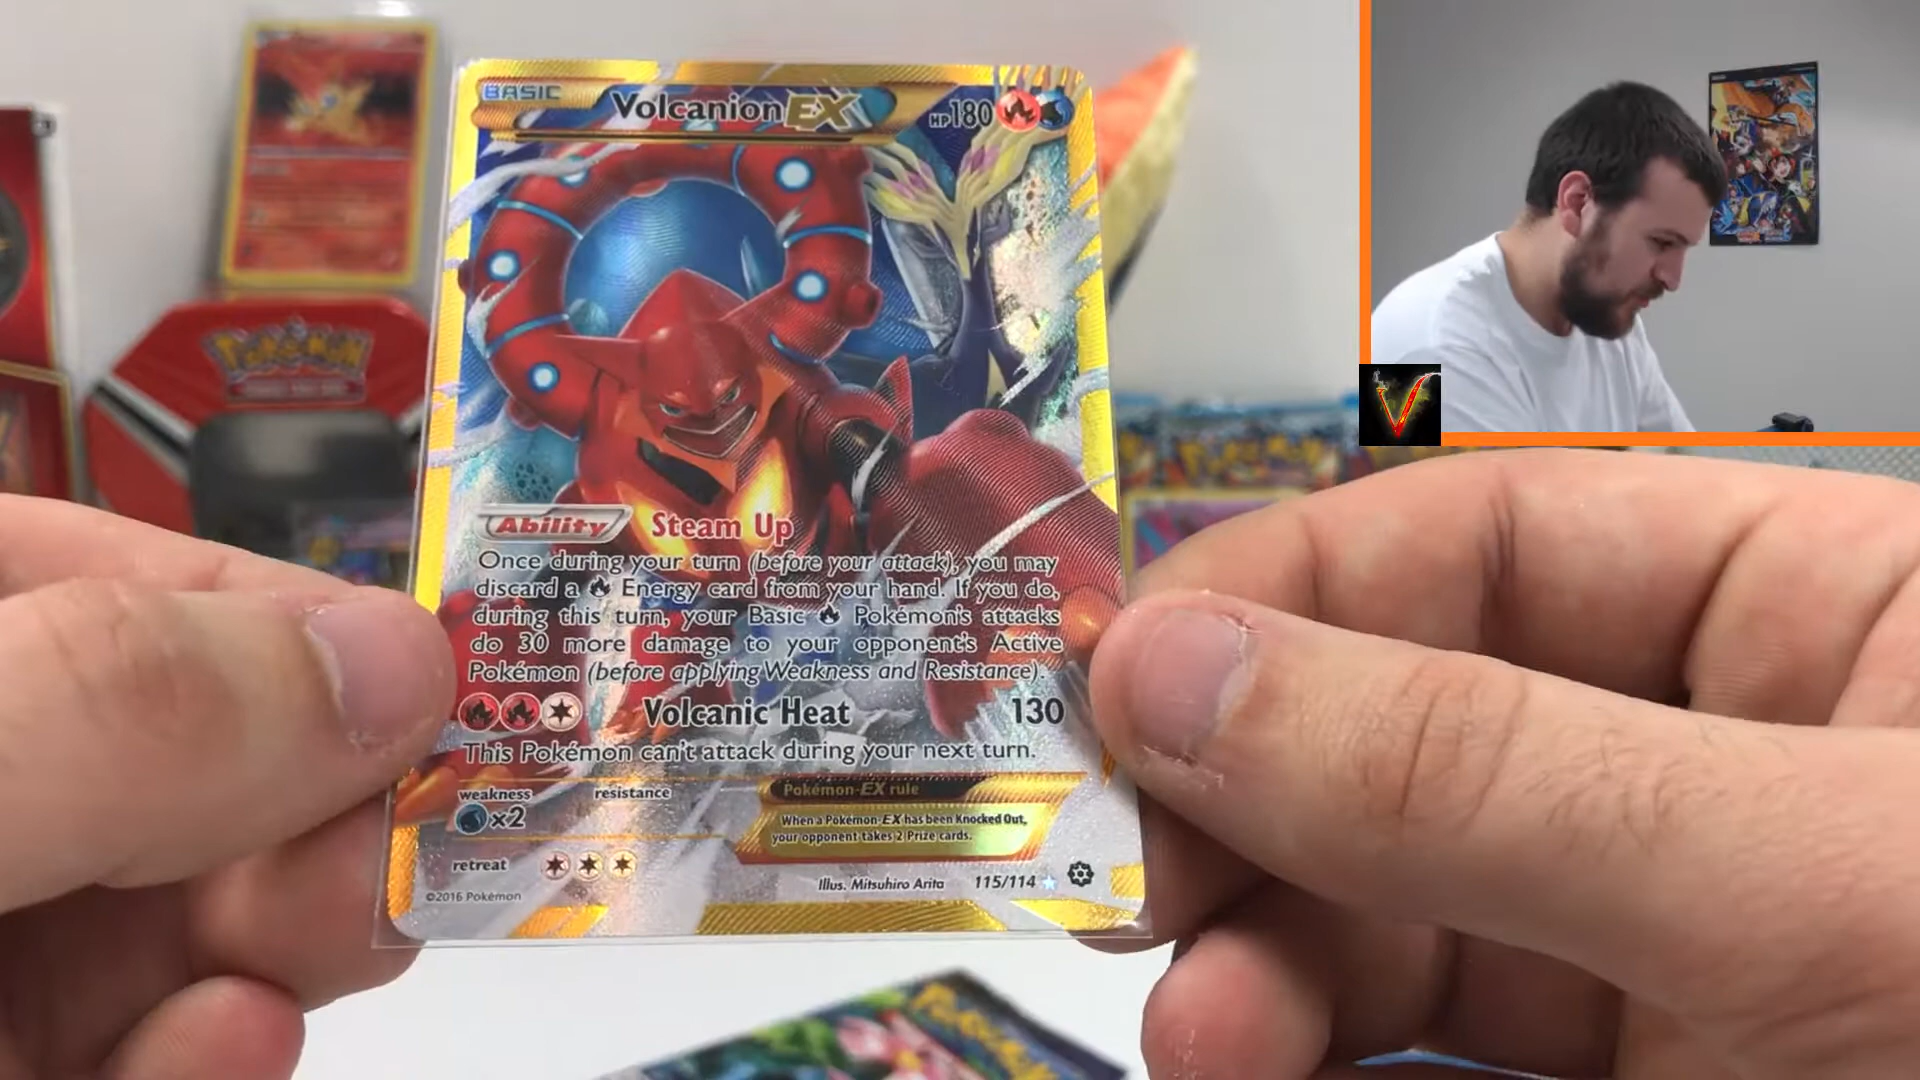 BASIC Volcanion EX HP180
Pokémon
Ability Steam Up
Once during your turn (before your attack), you may
discard a Energy card from your hand. If you do,
during this turn, your Basic Pokémon's attacks
do 30 more damage to your opponent's Active
Pokémon (before applying Weakness and Resistance).
Volcanic Heat 130
This Pokémon can't attack during your next turn.
weakness resistance
×2
Pokémon-EX rule
When a Pokémon-EX has been Knocked Out,
your opponent takes 2 Prize cards.
retreat
Illus. Mitsuhiro Arita 115/114
©2016 Pokémon
Pokémon
Pokémon
V